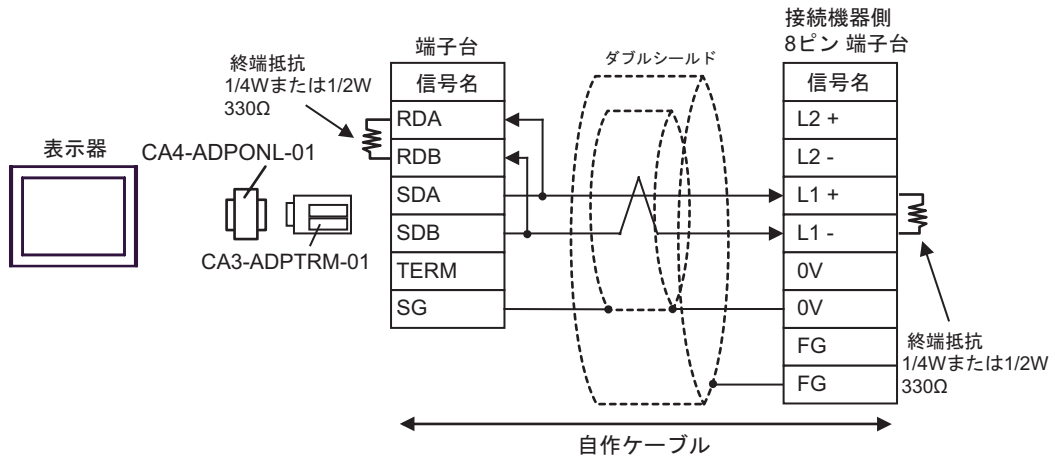 接続機器側
8ピン 端子台
端子台
ダブルシールド
終端抵抗
1/4Wまたは1/2W
330Ω
信号名
信号名
RDA
L2 +
表示器
CA4-ADPONL-01
RDB
L2 -
SDA
L1 +
SDB
L1 -
CA3-ADPTRM-01
TERM
0V
SG
0V
FG
FG
終端抵抗
1/4Wまたは1/2W
330Ω
自作ケーブル